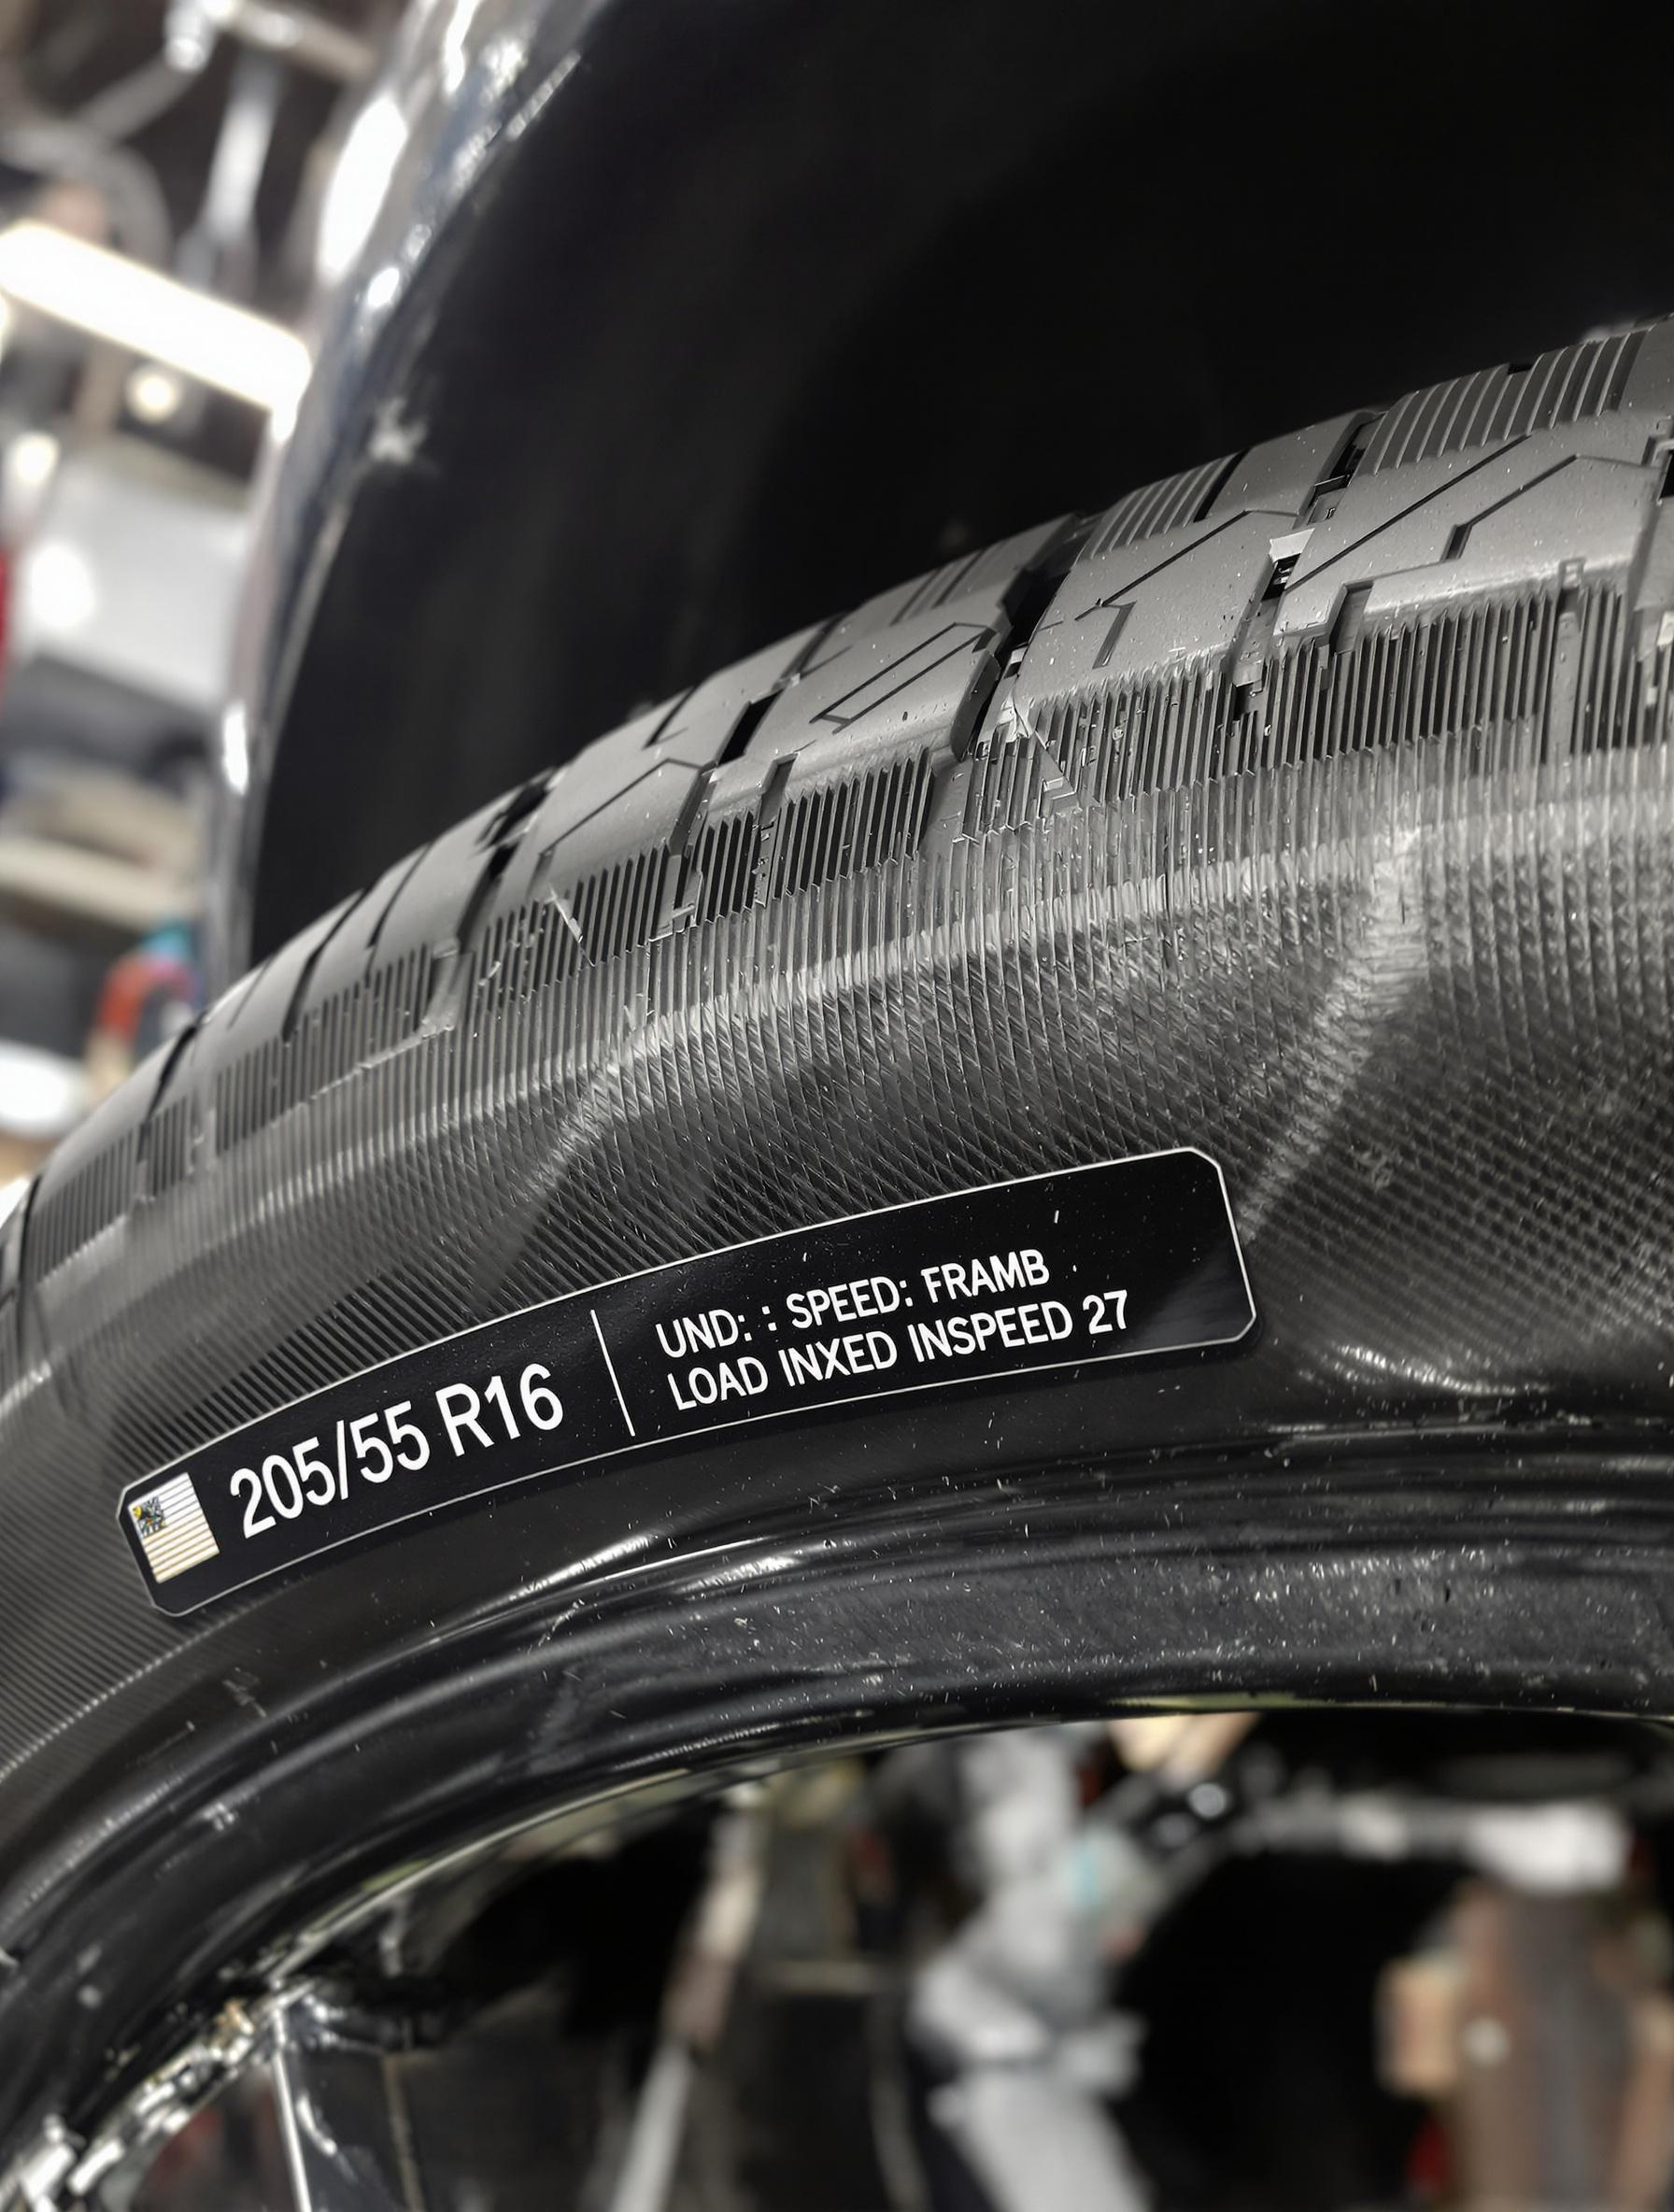 205/55 R16
UND: : SPEED: FRAMB
LOAD INXED INSPEED 27